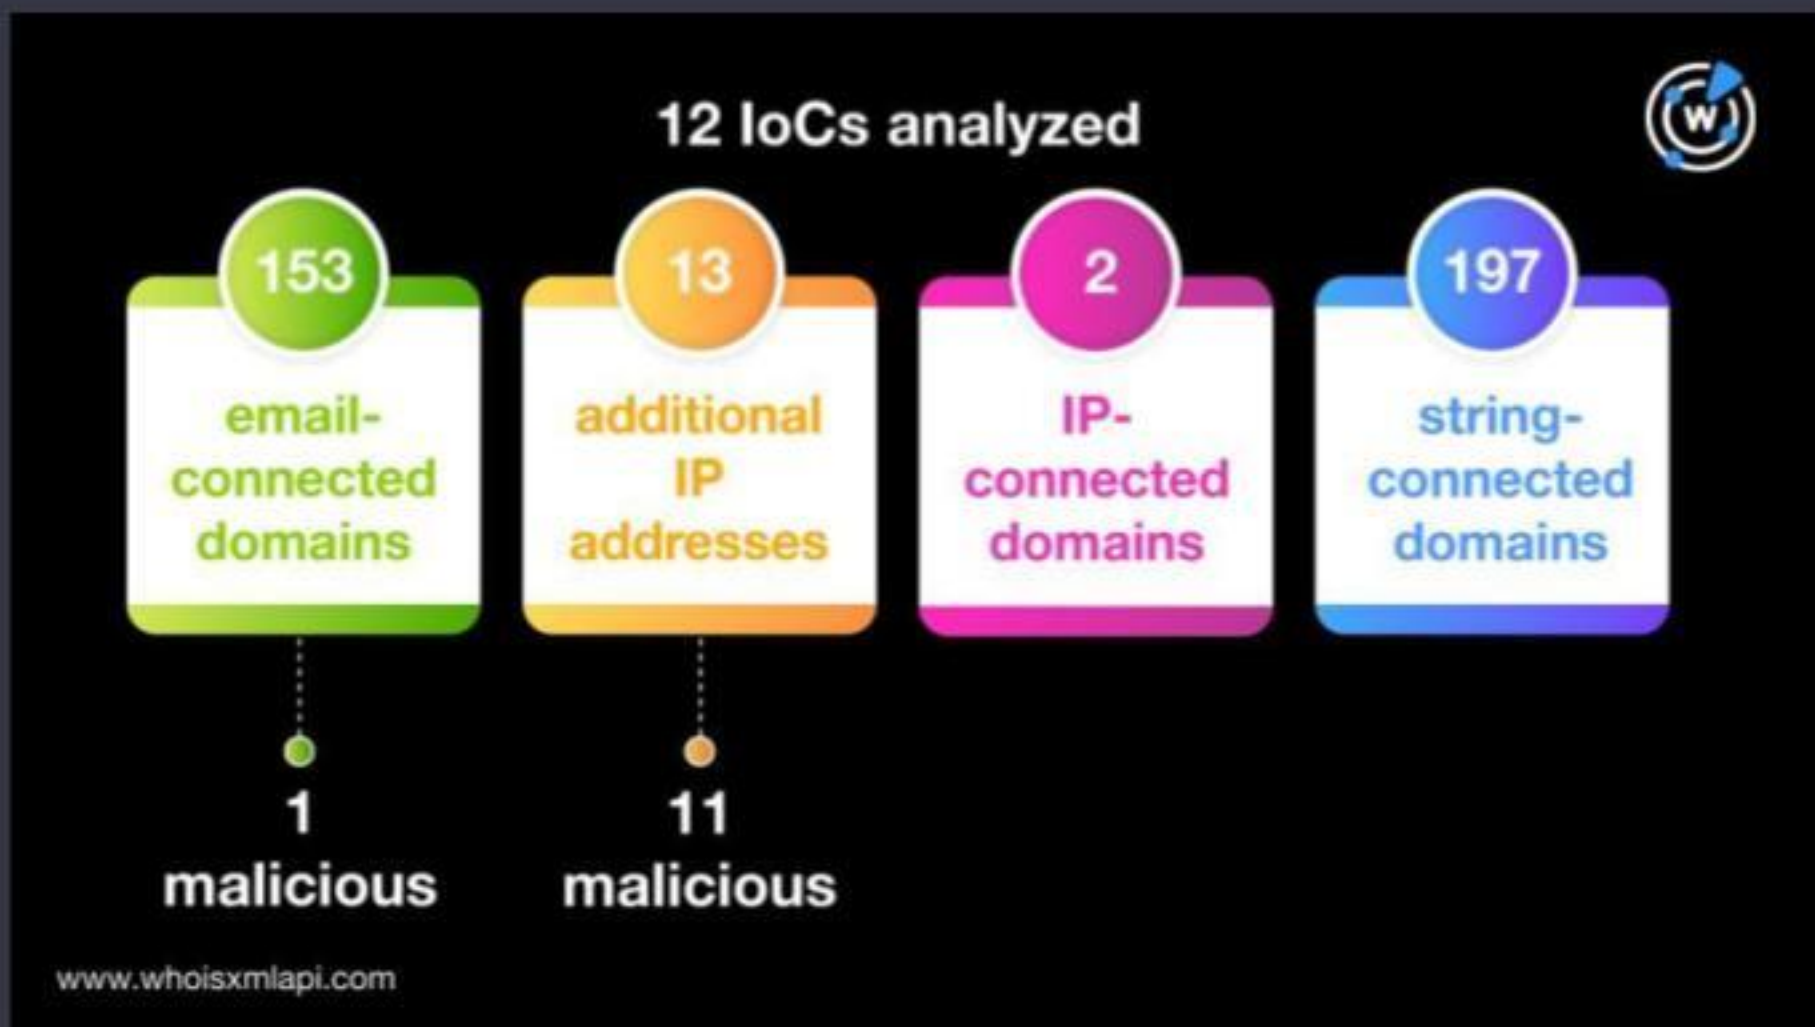 12 IoCs analyzed
W
153
email-
connected
domains
1
malicious
13
additional
IP
addresses
11
malicious
2
IP-
connected
domains
197
string-
connected
domains
www.whoisxmlapi.com